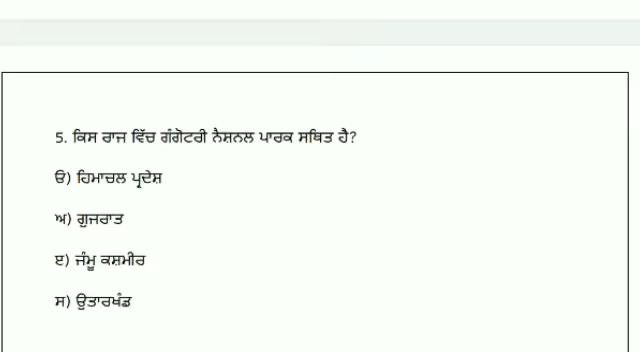 5. ਕਿਸ ਰਾਜ ਵਿੱਚ ਗੰਗੋਟਰੀ ਨੈਸ਼ਨਲ ਪਾਰਕ ਸਥਿਤ ਹੈ?
ੳ) ਹਿਮਾਚਲ ਪ੍ਰਦੇਸ਼
ਅ) ਗੁਜਰਾਤ
ੲ) ਜੰਮੂ ਕਸ਼ਮੀਰ
ਸ) ਉਤਾਰਖੰਡ